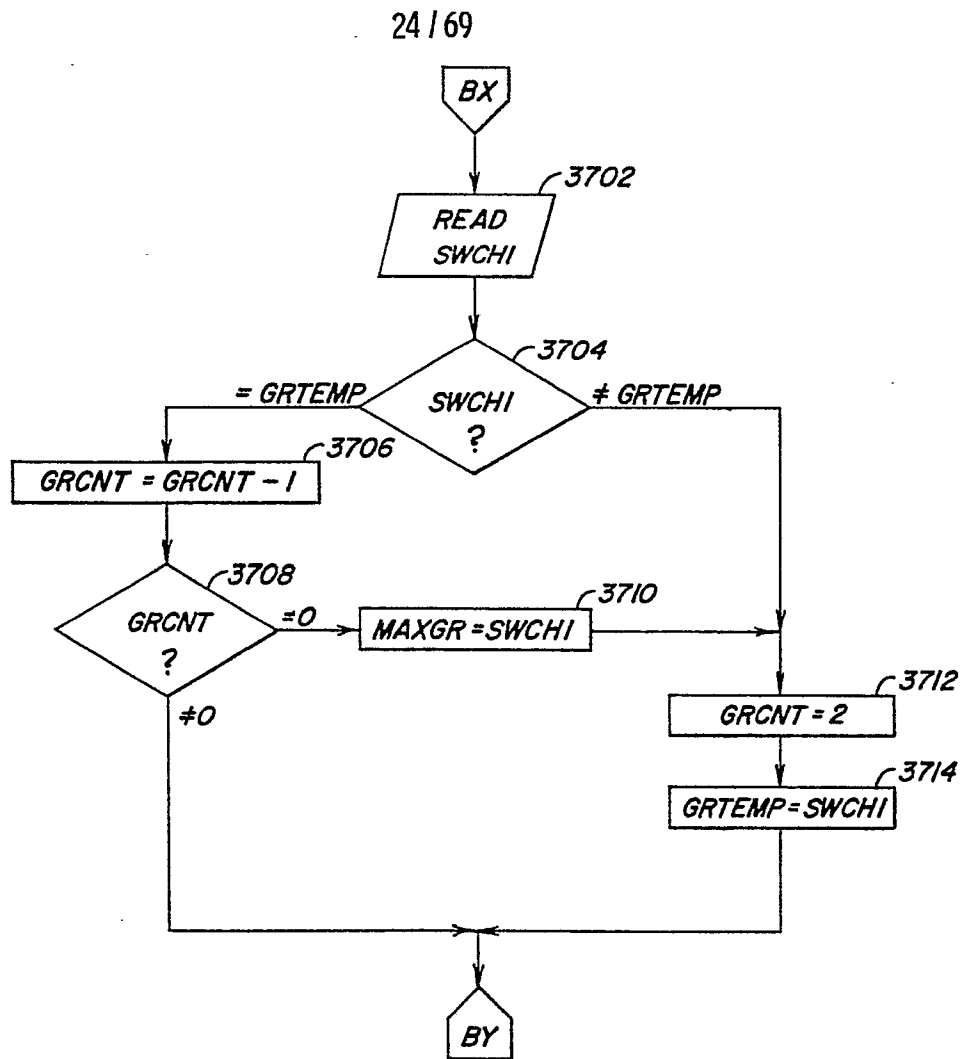 24 / 69
BX
3702
READ
SWCHI
3704
= GRTEMP
SWCHI
?
≠ GRTEMP
3706
GRCNT = GRCNT - 1
3708
GRCNT
?
=0
≠0
3710
MAXGR = SWCHI
3712
GRCNT = 2
3714
GRTEMP = SWCHI
BY